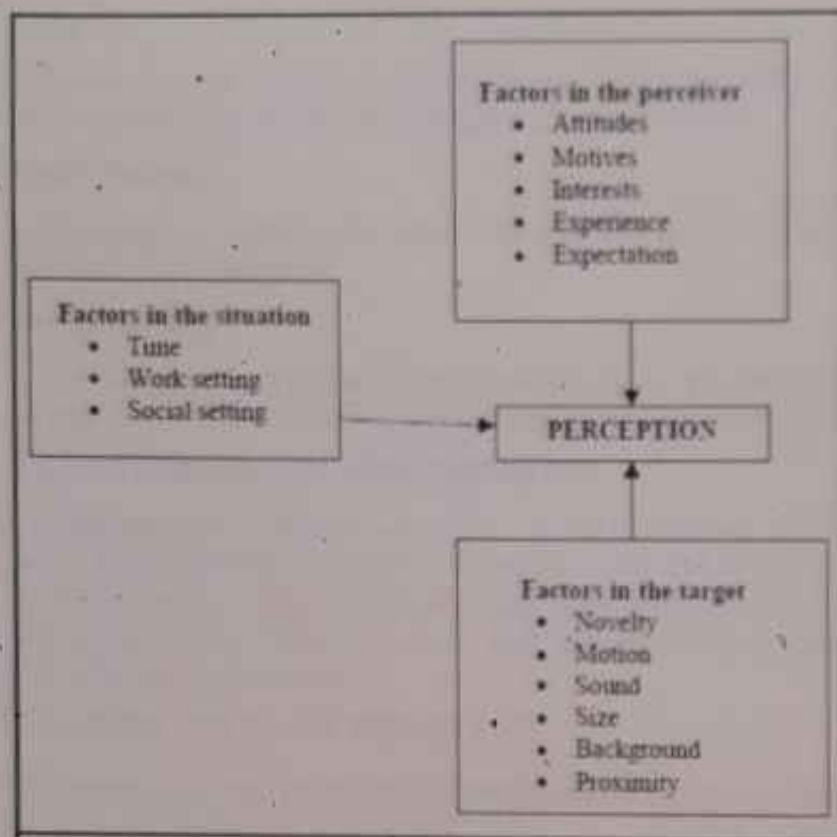 Factors in the perceiver
• Attitudes
• Motives
• Interests
• Experience
• Expectation
Factors in the situation
• Time
• Work setting
• Social setting
PERCEPTION
Factors in the target
• Novelty
• Motion
• Sound
• Size
• Background
• Proximity